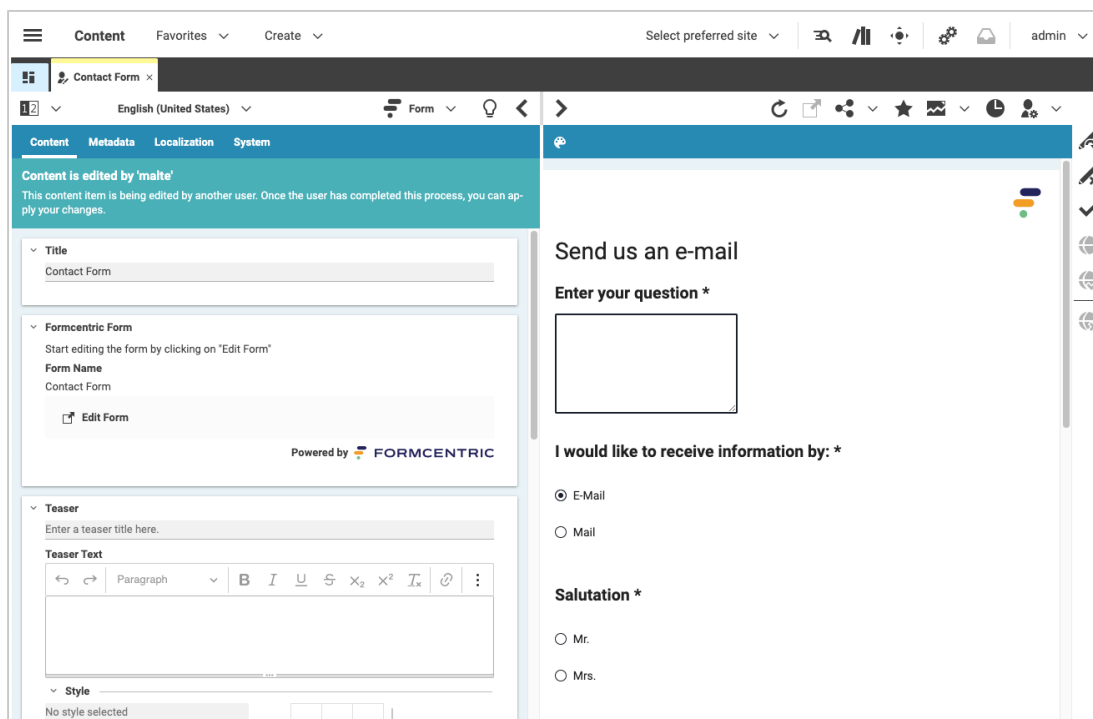 Content Favorites Create Select preferred site admin
Contact Form ×
12 English (United States) Form
Content Metadata Localization System
Content is edited by 'malte'
This content item is being edited by another user. Once the user has completed this process, you can ap-
ply your changes.
Title
Contact Form
Formcentric Form
Start editing the form by clicking on "Edit Form"
Form Name
Contact Form
Edit Form
Powered by FORMCENTRIC
Teaser
Enter a teaser title here.
Teaser Text
Paragraph B I U S X₂ X² Tx
Style
No style selected
Send us an e-mail
Enter your question *
I would like to receive information by: *
E-Mail
Mail
Salutation *
Mr.
Mrs.